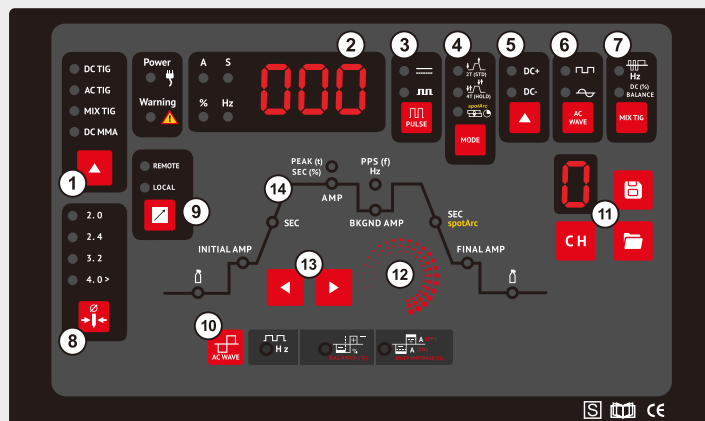 1
DC TIG
AC TIG
MIX TIG
DC MMA
Power
Warning
2
A S
% Hz
000
3
PULSE
4
2T (STD)
4T (HOLD)
spotArc
MODE
5
DC+
DC-
6
AC
WAVE
7
Hz
DC (%)
BALANCE
MIX TIG
REMOTE
LOCAL
9
8
2.0
2.4
3.2
4.0 >
Ø
14
PEAK (t)
SEC (%)
AMP
PPS (f)
Hz
BKGND AMP
SEC
INITIAL AMP
SEC
spotArc
FINAL AMP
13
12
0
11
CH
10
AC WAVE
Hz
A
A
S
CE